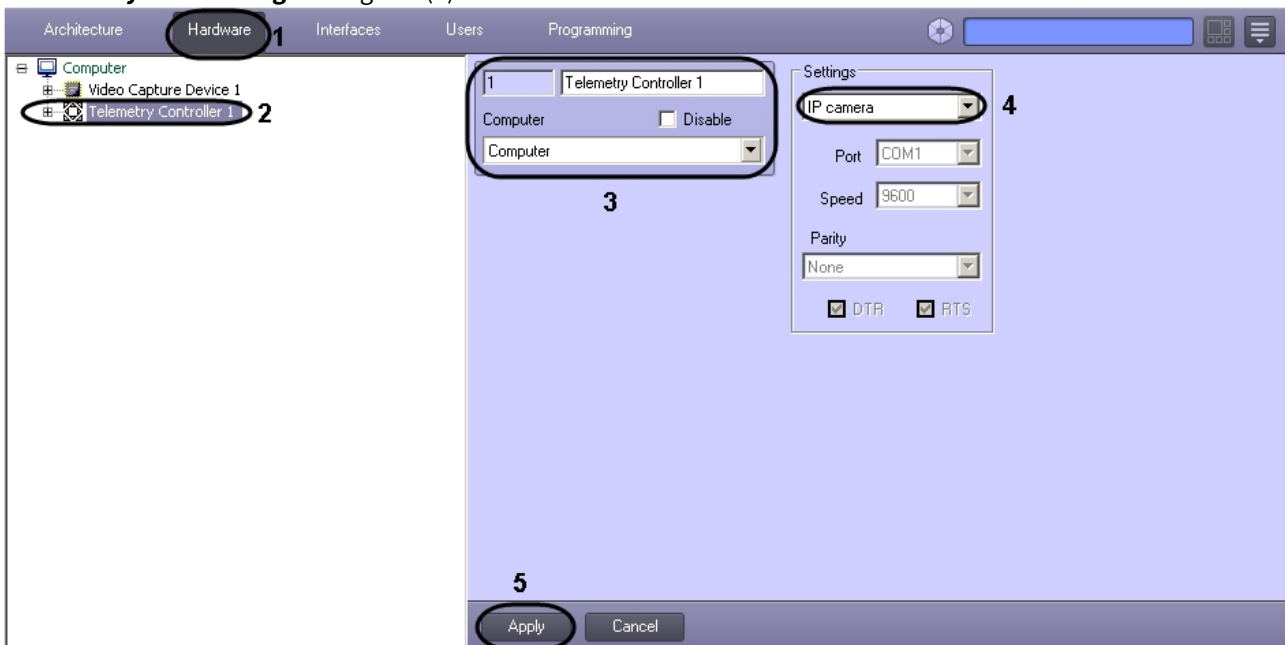 Architecture Hardware 1 Interfaces Users Programming
Computer
Video Capture Device 1
Telemetry Controller 1 2
1 Telemetry Controller 1
Computer Disable
Computer
3
Settings
IP camera 4
Port COM1
Speed 9600
Parity
None
DTR RTS
5
Apply Cancel